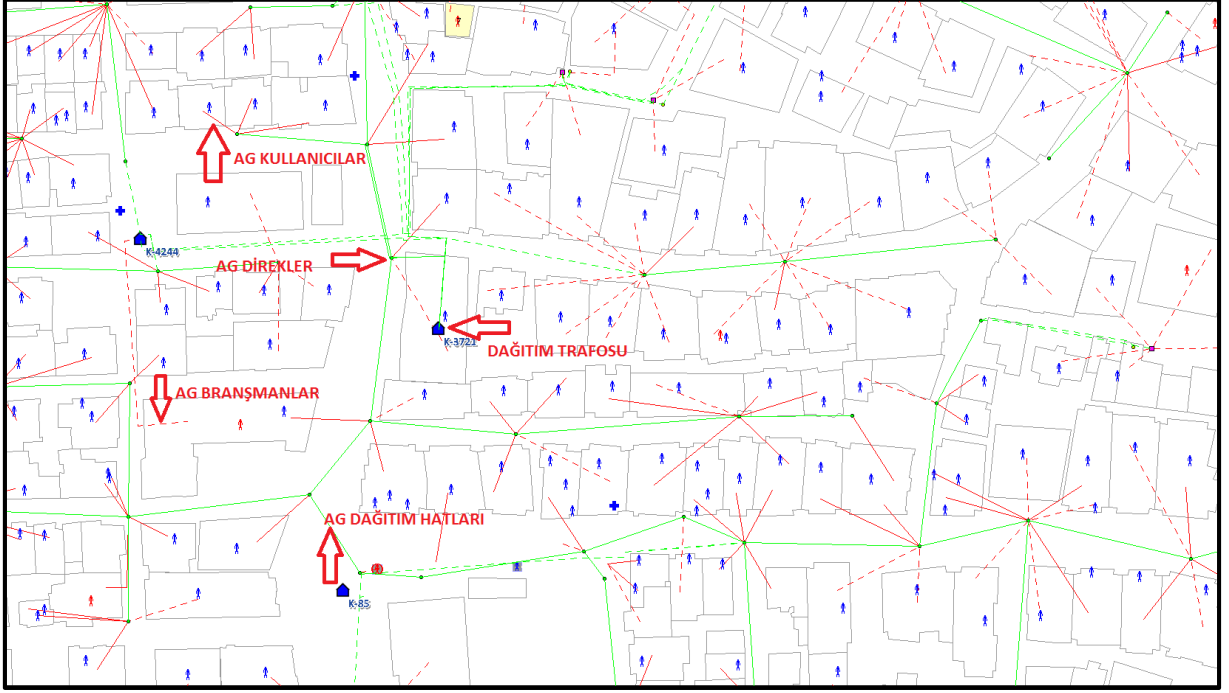 AG KULLANICILAR
K-4244
AG DİREKLER
K-3721
DAĞITIM TRAFOSU
AG BRANŞMANLAR
AG DAĞITIM HATLARI
K-85